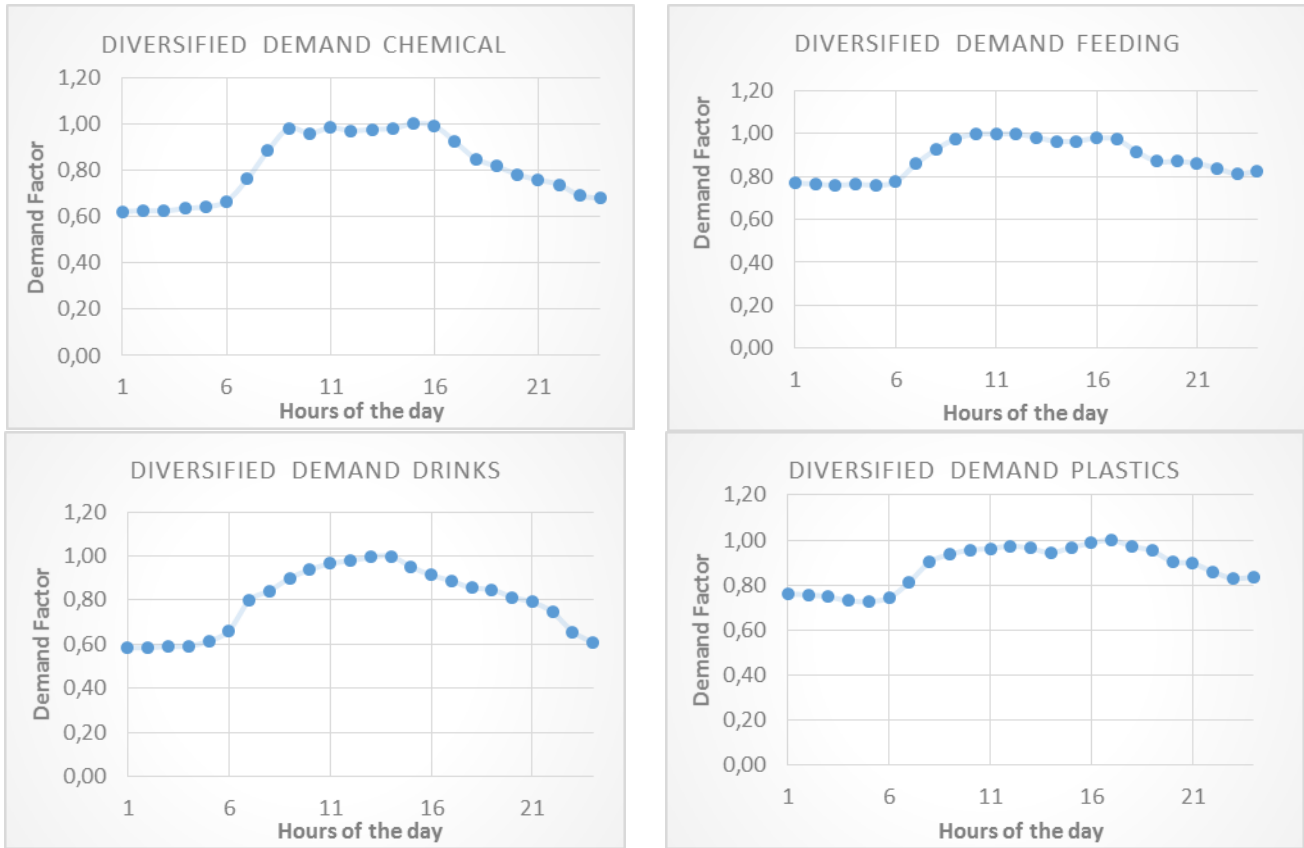 DIVERSIFIED DEMAND CHEMICAL
Demand Factor
1,20
1,00
0,80
0,60
0,40
0,20
0,00
1 6 11 16 21
Hours of the day
DIVERSIFIED DEMAND FEEDING
Demand Factor
1,20
1,00
0,80
0,60
0,40
0,20
0,00
1 6 11 16 21
Hours of the day
DIVERSIFIED DEMAND DRINKS
Demand Factor
1,20
1,00
0,80
0,60
0,40
0,20
0,00
1 6 11 16 21
Hours of the day
DIVERSIFIED DEMAND PLASTICS
Demand Factor
1,20
1,00
0,80
0,60
0,40
0,20
0,00
1 6 11 16 21
Hours of the day